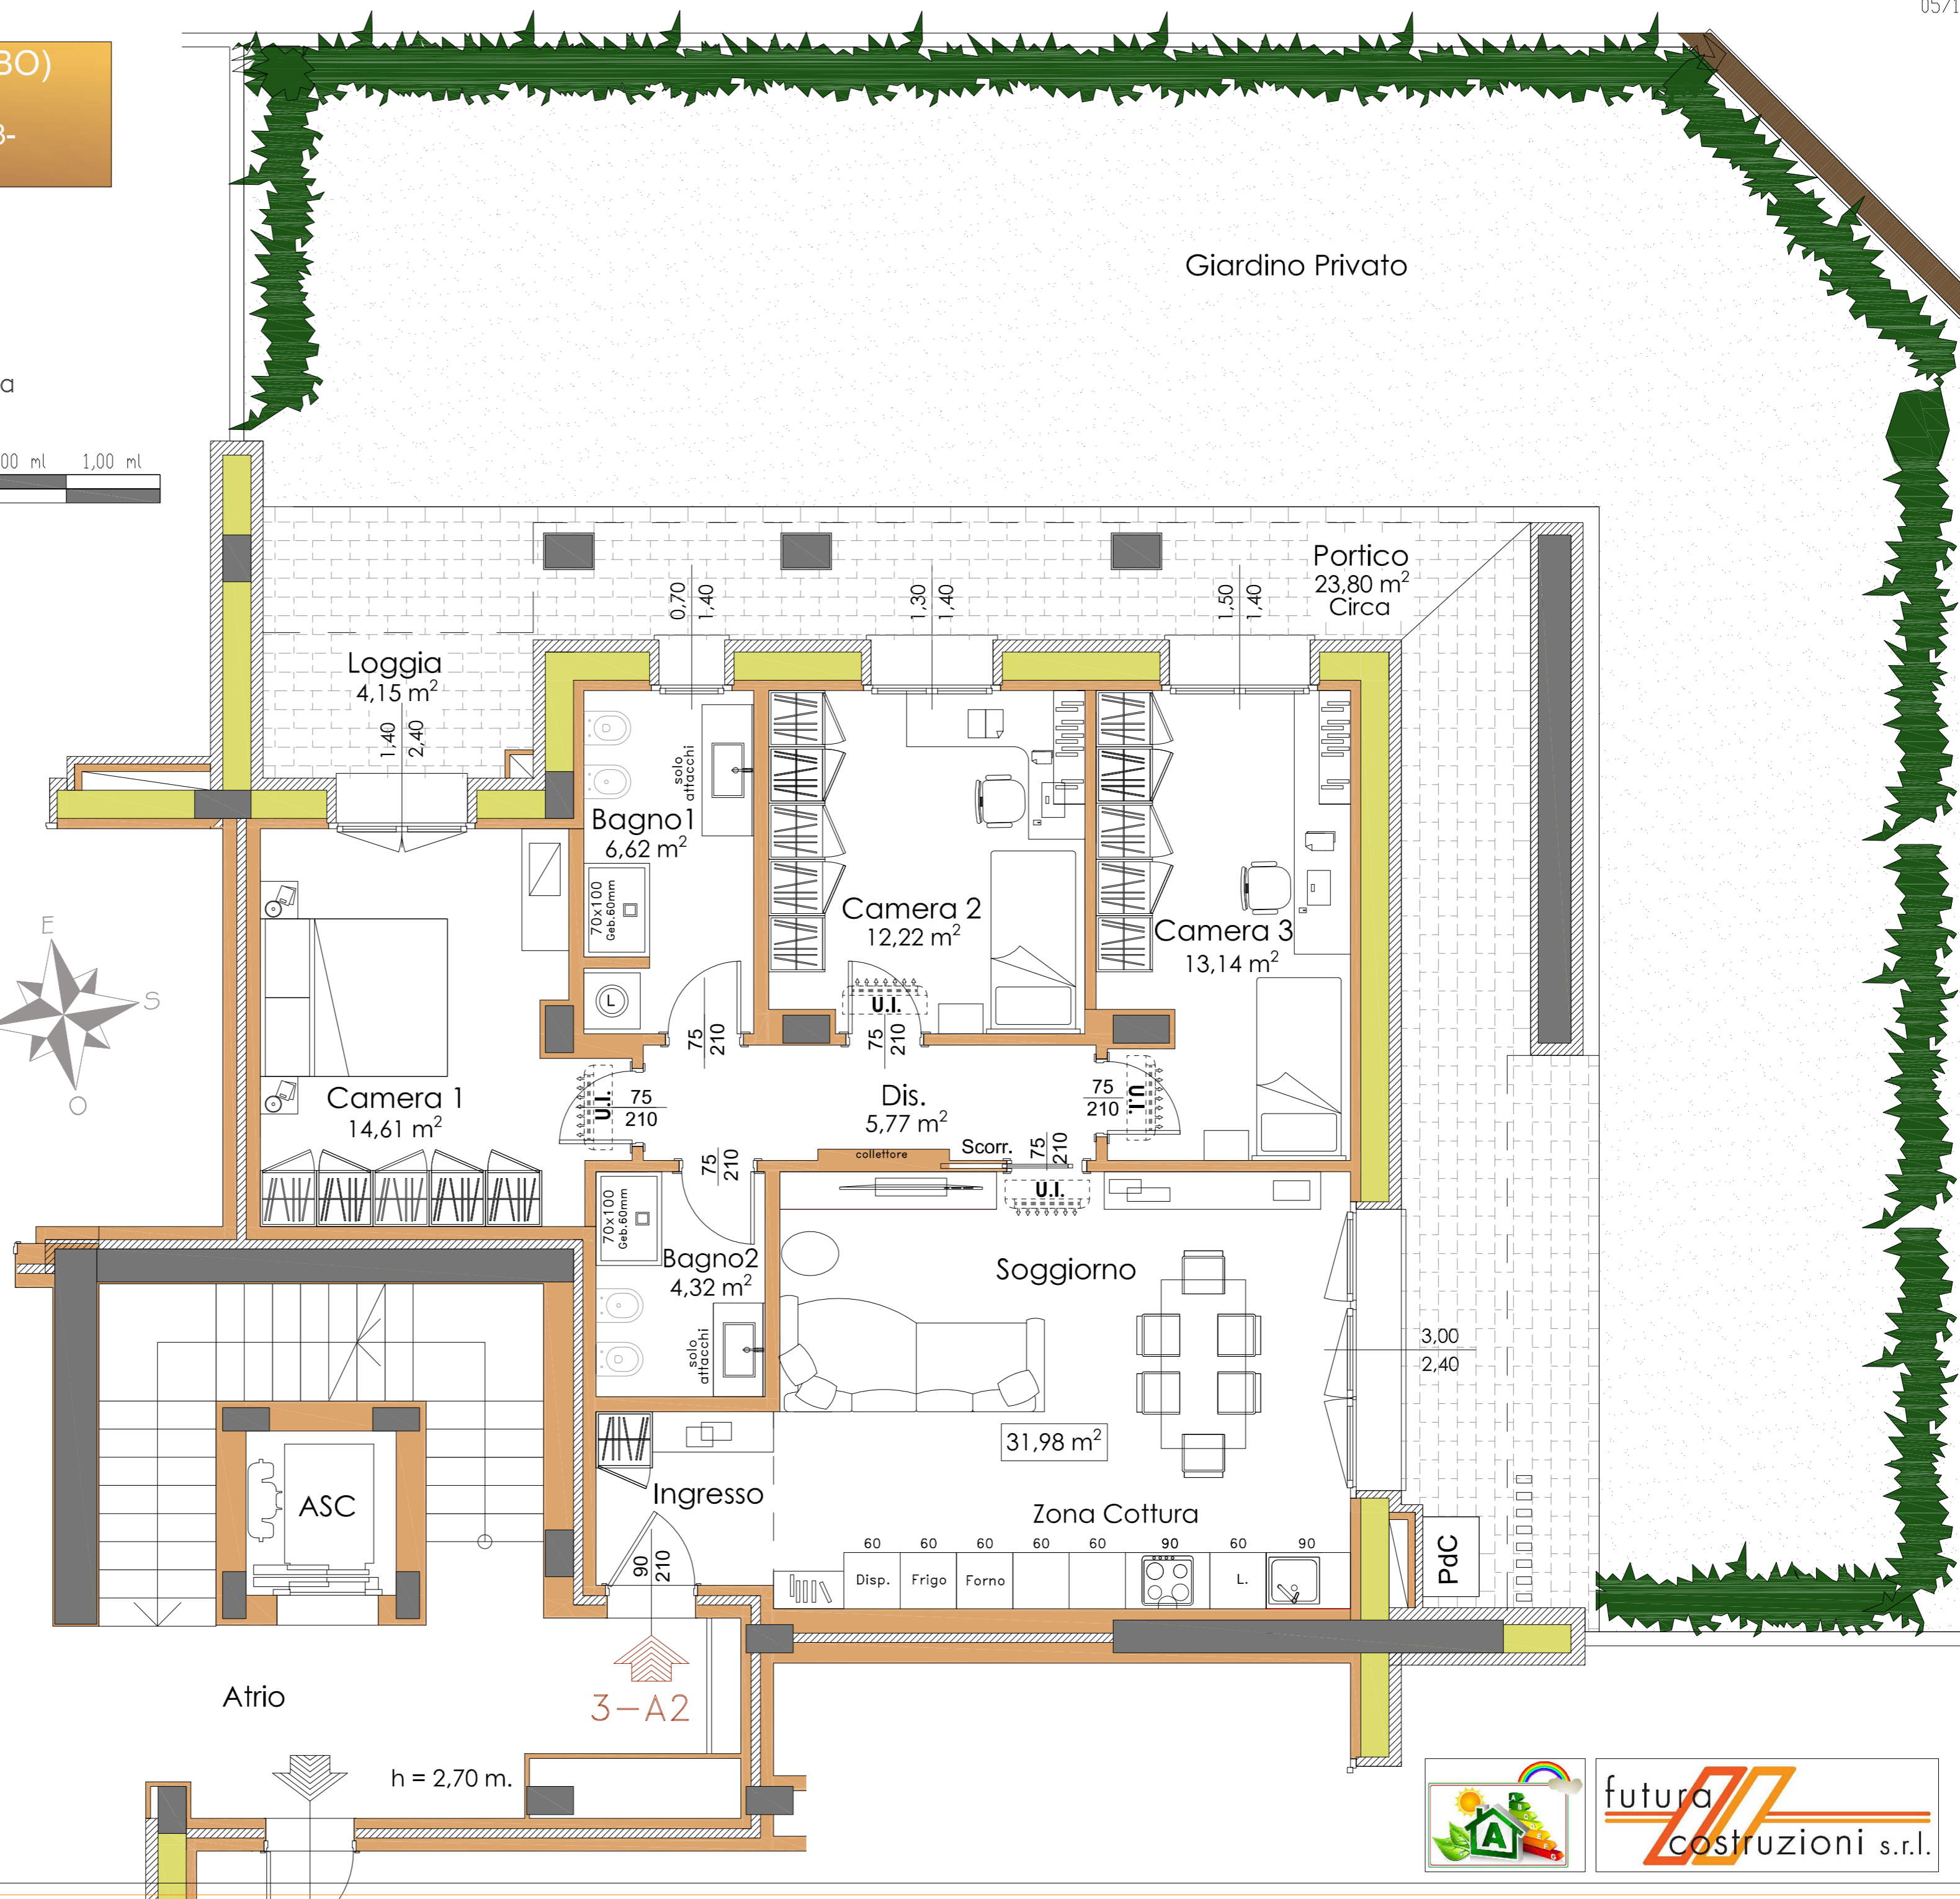 05/1
BO)
3-
a
00 ml
1,00 ml
Giardino Privato
Portico
23,80 m²
Circa
0,70
1,40
1,30
1,40
1,50
1,40
Loggia
4,15 m²
1,40
2,40
solo
attacchi
Bagno1
6,62 m²
70x100
Geb.60mm
L
Camera 2
12,22 m²
Camera 3
13,14 m²
E
S
O
U.I.
75
210
75
210
Camera 1
14,61 m²
U.I.
75
210
Dis.
5,77 m²
75
210
U.I.
75
210
collettore
Scorr.
75
210
U.I.
70x100
Geb.60mm
Bagno2
4,32 m²
solo
attacchi
Soggiorno
3,00
2,40
31,98 m²
Ingresso
Zona Cottura
ASC
90
210
60
60
60
60
60
90
60
90
Disp.
Frigo
Forno
L.
PdC
Atrio
3-A2
h = 2,70 m.
A
futura
costruzioni s.r.l.